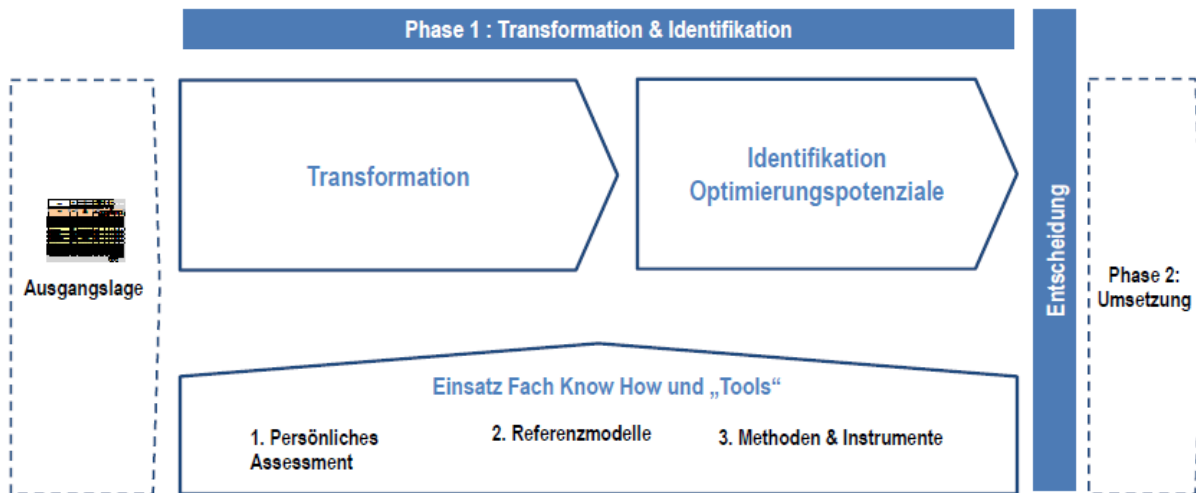 Phase 1 : Transformation & Identifikation
Ausgangslage
Transformation
Identifikation
Optimierungspotenziale
Entscheidung
Phase 2:
Umsetzung
Einsatz Fach Know How und „Tools“
1. Persönliches
Assessment
2. Referenzmodelle
3. Methoden & Instrumente